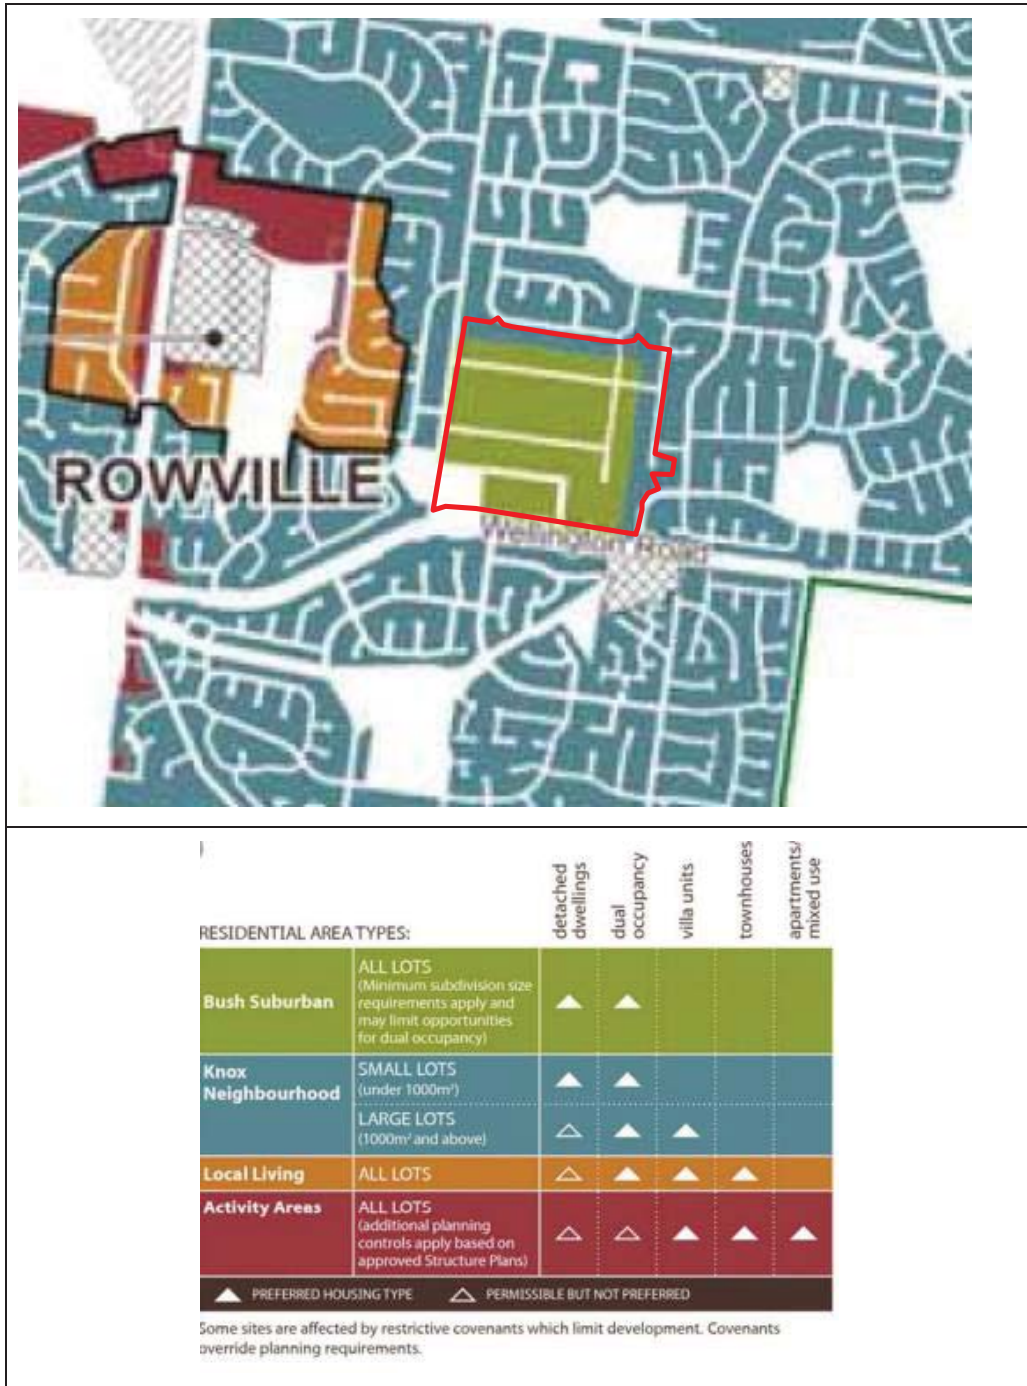 ROWVILLE
Wellington Road
RESIDENTIAL AREA TYPES:
detached
dwellings
dual
occupancy
villa units
townhouses
apartments/
mixed use
Bush Suburban
ALL LOTS
(Minimum subdivision size
requirements apply and
may limit opportunities
for dual occupancy)
Knox
Neighbourhood
SMALL LOTS
(under 1000m²)
LARGE LOTS
(1000m² and above)
Local Living
ALL LOTS
Activity Areas
ALL LOTS
(additional planning
controls apply based on
approved Structure Plans)
PREFERRED HOUSING TYPE
PERMISSIBLE BUT NOT PREFERRED
Some sites are affected by restrictive covenants which limit development. Covenants
override planning requirements.